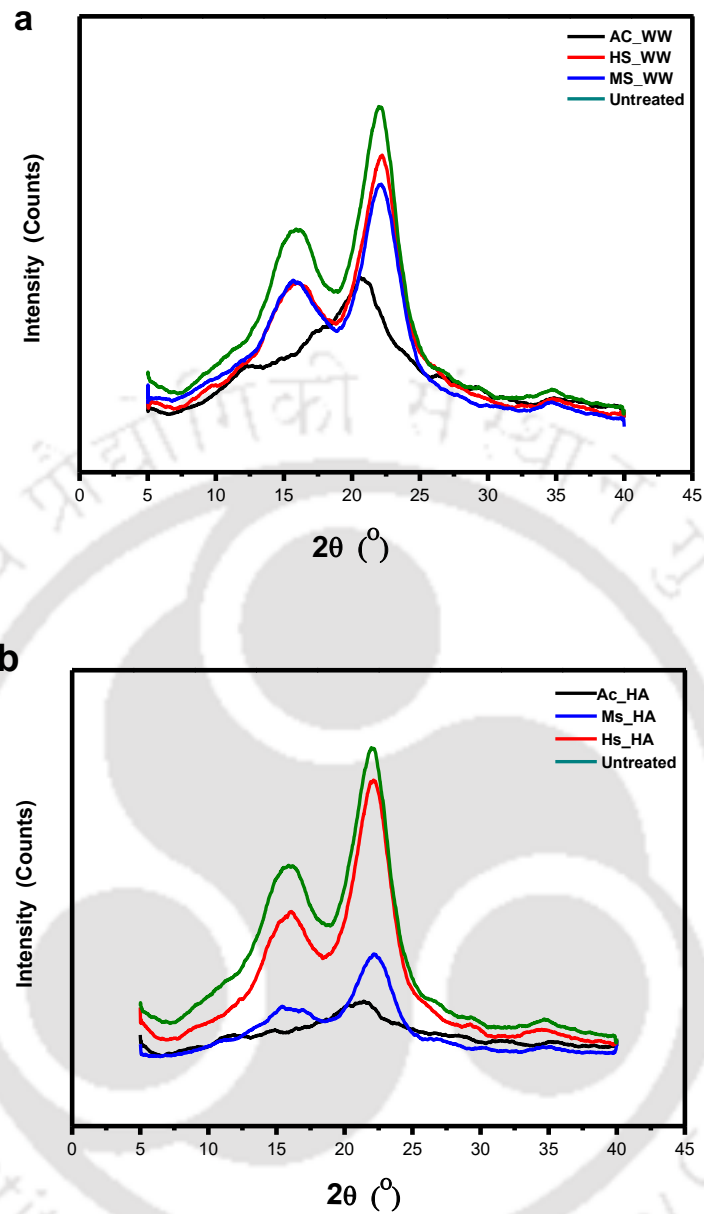 a
AC_WW
HS_WW
MS_WW
Untreated
Intensity (Counts)
0 5 10 15 20 25 30 35 40 45
2θ (°)
b
Ac_HA
Ms_HA
Hs_HA
Untreated
Intensity (Counts)
0 5 10 15 20 25 30 35 40 45
2θ (°)